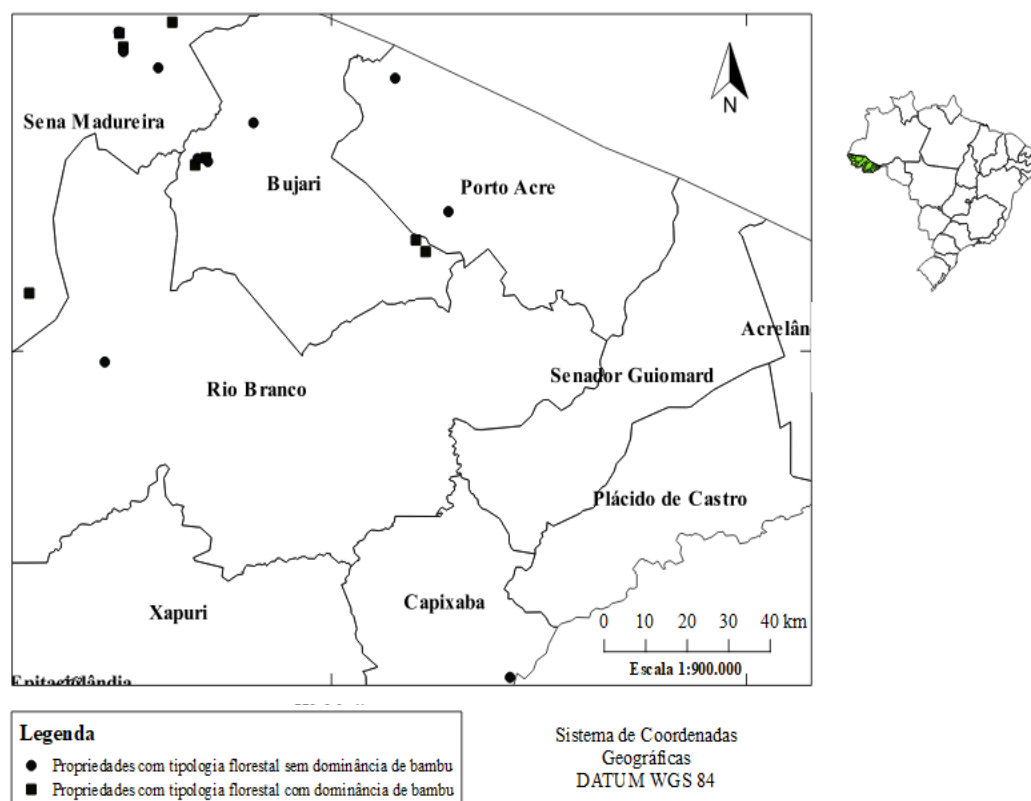 Sena Madureira
Bujari
Porto Acre
N
Acrelân
Rio Branco
Senador Guiomard
Plácido de Castro
Xapuri
Capixaba
0 10 20 30 40 km
Escala 1:900.000
Legenda
Propriedades com tipologia florestal sem dominância de bambu
Propriedades com tipologia florestal com dominância de bambu
Sistema de Coordenadas
Geográficas
DATUM WGS 84